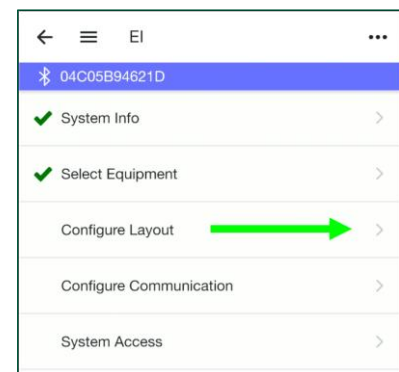 EI
04C05B94621D
System Info
Select Equipment
Configure Layout
Configure Communication
System Access